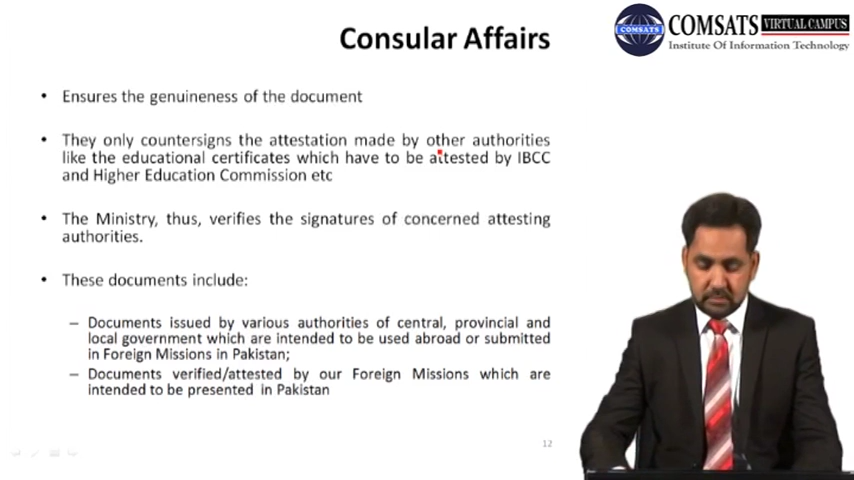 Consular Affairs
COMSATS VIRTUAL CAMPUS
COMSATS
Institute Of Information Technology
• Ensures the genuineness of the document
• They only countersigns the attestation made by other authorities
like the educational certificates which have to be attested by IBCC
and Higher Education Commission etc
• The Ministry, thus, verifies the signatures of concerned attesting
authorities.
• These documents include:
– Documents issued by various authorities of central, provincial and
local government which are intended to be used abroad or submitted
in Foreign Missions in Pakistan;
– Documents verified/attested by our Foreign Missions which are
intended to be presented in Pakistan
12